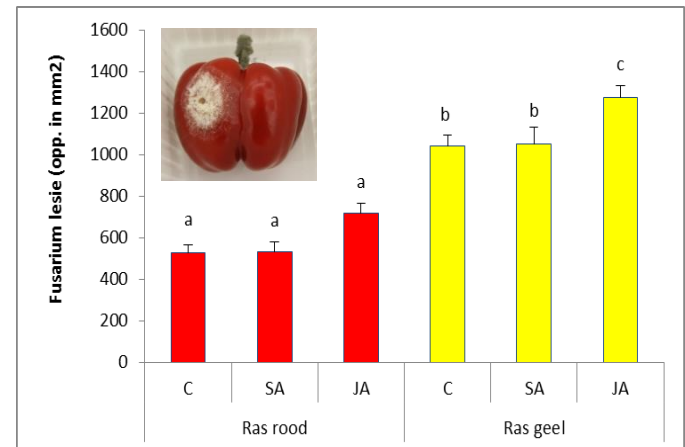 Fusarium lesie (opp. in mm2)
1600
1400
1200
1000
800
600
400
200
0
a
a
a
b
b
c
C SA JA C SA JA
Ras rood Ras geel